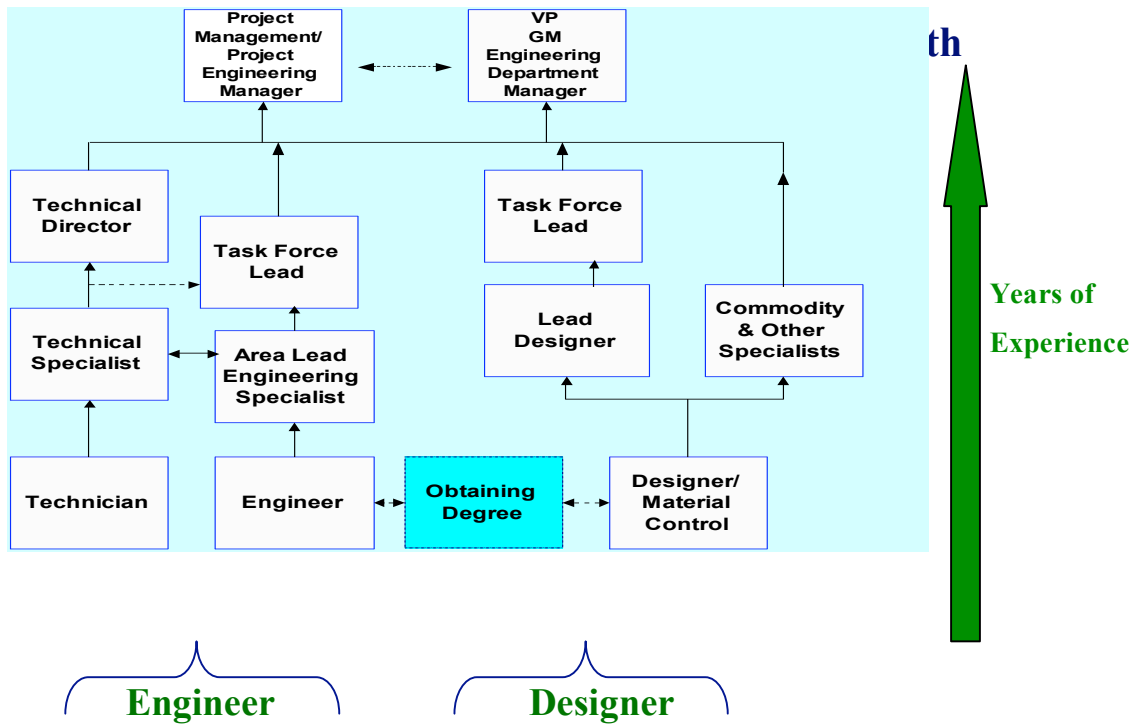 Project
Management/
Project
Engineering
Manager
VP
GM
Engineering
Department
Manager
th
Technical
Director
Task Force
Lead
Task Force
Lead
Technical
Specialist
Area Lead
Engineering
Specialist
Lead
Designer
Commodity
& Other
Specialists
Years of
Experience
Technician
Engineer
Obtaining
Degree
Designer/
Material
Control
Engineer
Designer